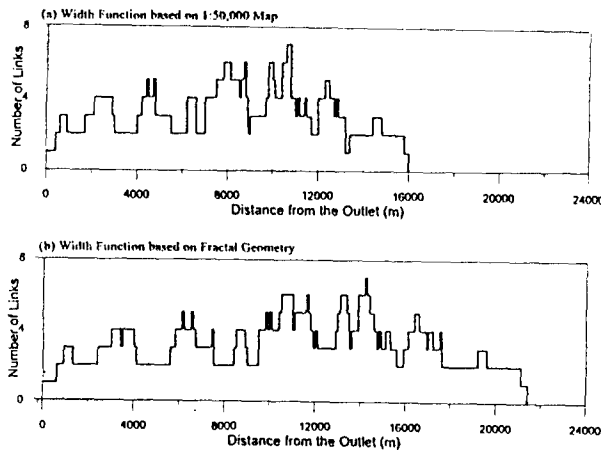 (a) Width Function based on 1:50,000 Map
8
4
0
Number of Links
0 4000 8000 12000 16000 20000 24000
Distance from the Outlet (m)
(b) Width Function based on Fractal Geometry
8
4
0
Number of Links
0 4000 8000 12000 16000 20000 24000
Distance from the Outlet (m)